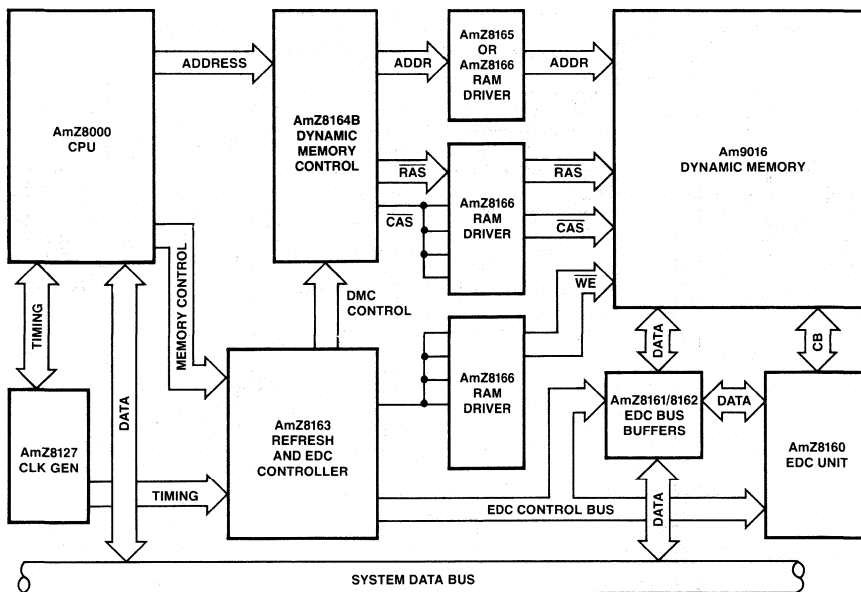 AmZ8000
CPU
ADDRESS
AmZ8164B
DYNAMIC
MEMORY
CONTROL
ADDR
AmZ8165
OR
AmZ8166
RAM
DRIVER
ADDR
Am9016
DYNAMIC MEMORY
RAS
CAS
AmZ8166
RAM
DRIVER
RAS
CAS
WE
TIMING
DATA
MEMORY CONTROL
DMC
CONTROL
AmZ8127
CLK GEN
TIMING
AmZ8163
REFRESH
AND EDC
CONTROLLER
AmZ8166
RAM
DRIVER
DATA
CB
AmZ8161/8162
EDC BUS
BUFFERS
DATA
AmZ8160
EDC UNIT
EDC CONTROL BUS
DATA
SYSTEM DATA BUS